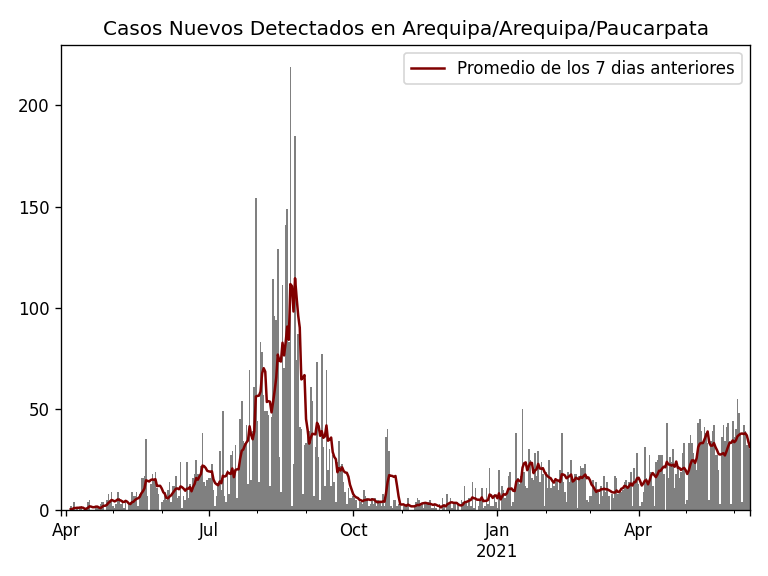 Casos Nuevos Detectados en Arequipa/Arequipa/Paucarpata
Promedio de los 7 dias anteriores
200
150
100
50
0
Apr Jul Oct Jan Apr
2021